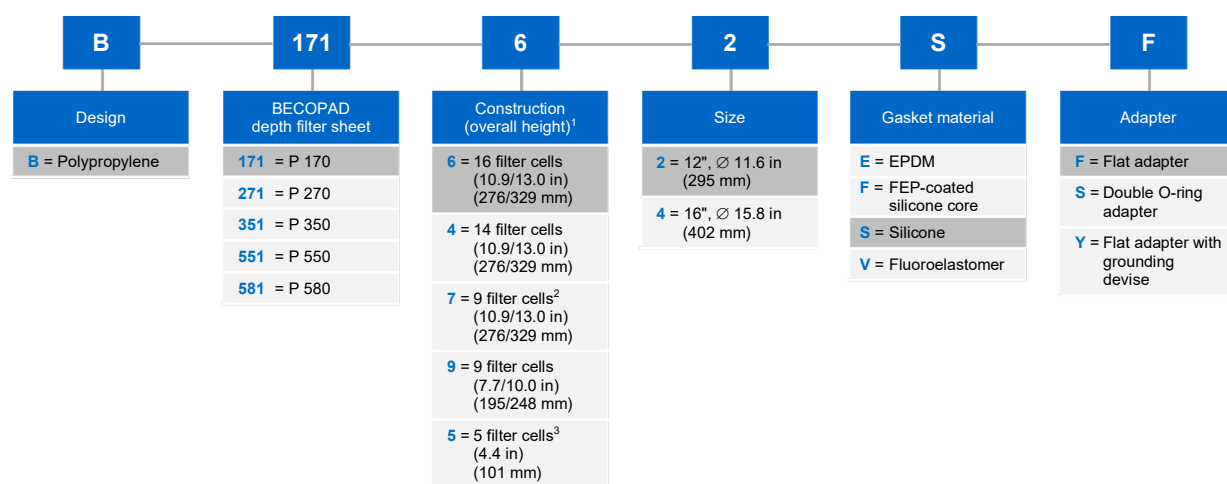 B
171
6
2
S
F
Design
B = Polypropylene
BECOPAD
depth filter sheet
171 = P 170
271 = P 270
351 = P 350
551 = P 550
581 = P 580
Construction
(overall height)¹
6 = 16 filter cells
(10.9/13.0 in)
(276/329 mm)
4 = 14 filter cells
(10.9/13.0 in)
(276/329 mm)
7 = 9 filter cells²
(10.9/13.0 in)
(276/329 mm)
9 = 9 filter cells
(7.7/10.0 in)
(195/248 mm)
5 = 5 filter cells³
(4.4 in)
(101 mm)
Size
2 = 12", ∅ 11.6 in
(295 mm)
4 = 16", ∅ 15.8 in
(402 mm)
Gasket material
E = EPDM
F = FEP-coated
silicone core
S = Silicone
V = Fluoroelastomer
Adapter
F = Flat adapter
S = Double O-ring
adapter
Y = Flat adapter with
grounding
devise